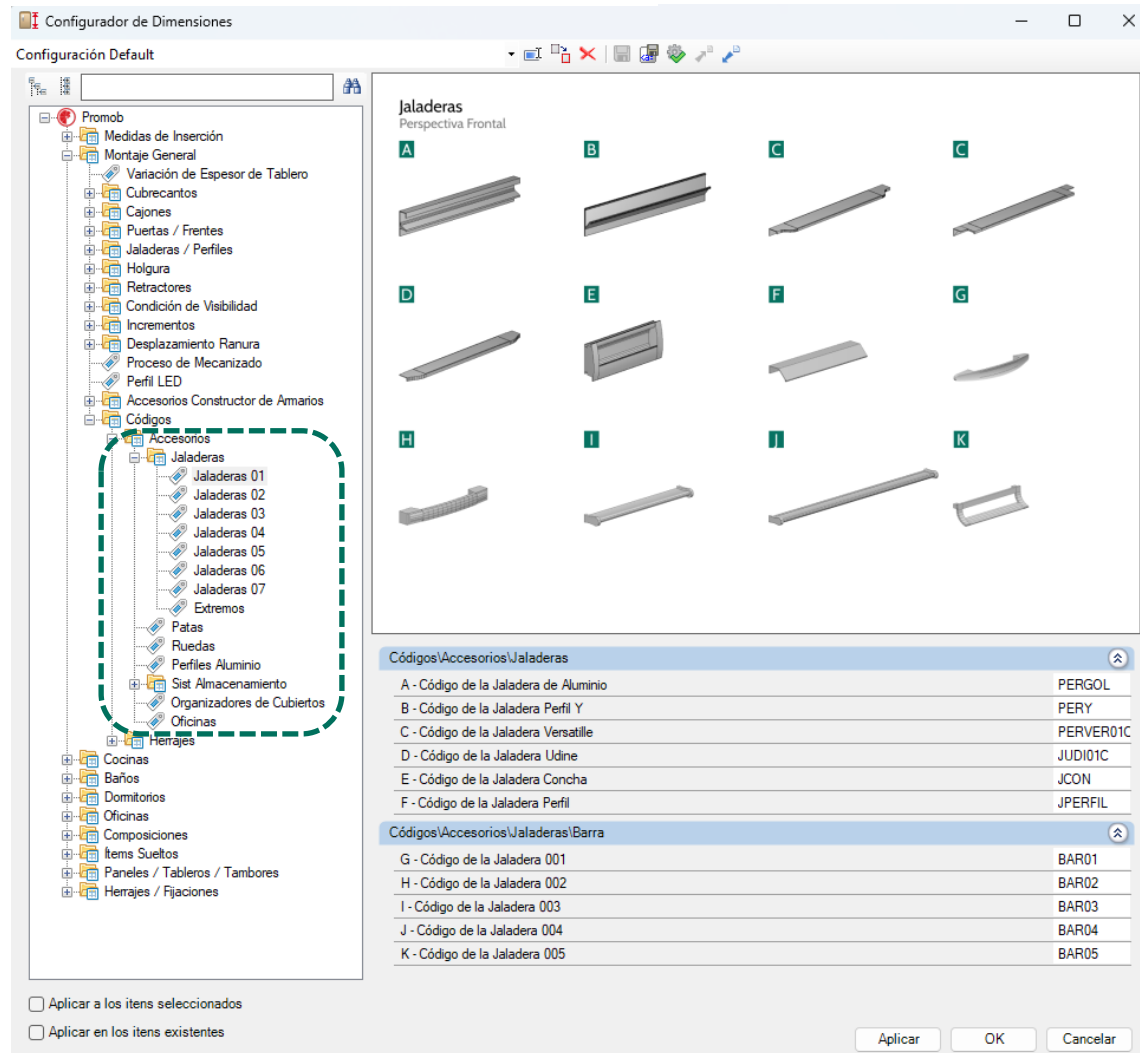 Configurador de Dimensiones
Configuración Default
Promob
Medidas de Inserción
Montaje General
Variación de Espesor de Tablero
Cubrecantos
Cajones
Puertas / Frentes
Jaladeras / Perfiles
Holgura
Retractores
Condición de Visibilidad
Incrementos
Desplazamiento Ranura
Proceso de Mecanizado
Perfil LED
Accesorios Constructor de Amarios
Códigos
Accesorios
Jaladeras
Jaladeras 01
Jaladeras 02
Jaladeras 03
Jaladeras 04
Jaladeras 05
Jaladeras 06
Jaladeras 07
Extremos
Patas
Ruedas
Perfiles Aluminio
Sist Almacenamiento
Organizadores de Cubiertos
Oficinas
Herrajes
Cocinas
Baños
Dormitorios
Oficinas
Composiciones
Ítems Sueltos
Paneles / Tableros / Tambores
Herrajes / Fijaciones
Jaladeras
Perspectiva Frontal
A B C C
D E F G
H I J K
Códigos\Accesorios\Jaladeras
A - Código de la Jaladera de Aluminio PERGOL
B - Código de la Jaladera Perfil Y PERY
C - Código de la Jaladera Versatille PERVER01C
D - Código de la Jaladera Udine JUDI01C
E - Código de la Jaladera Concha JCON
F - Código de la Jaladera Perfil JPERFIL
Códigos\Accesorios\Jaladeras\Barra
G - Código de la Jaladera 001 BAR01
H - Código de la Jaladera 002 BAR02
I - Código de la Jaladera 003 BAR03
J - Código de la Jaladera 004 BAR04
K - Código de la Jaladera 005 BAR05
Aplicar a los itens seleccionados
Aplicar en los itens existentes
Aplicar OK Cancelar